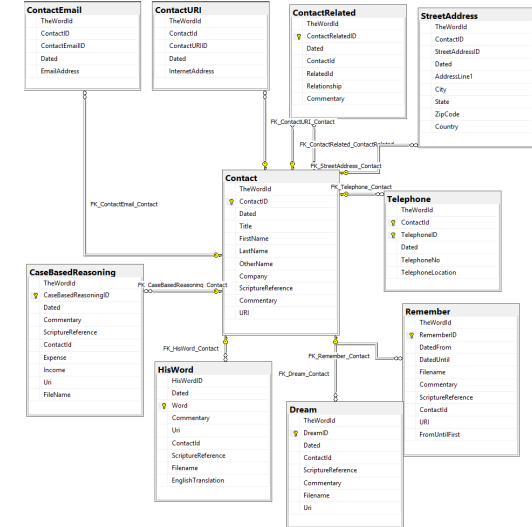 ContactEmail
TheWordId
ContactID
ContactEmailID
Dated
EmailAddress
ContactURI
TheWordId
ContactId
ContactURIID
Dated
InternetAddress
ContactRelated
TheWordId
ContactRelatedID
Dated
ContactId
RelatedId
Relationship
Commentary
StreetAddress
TheWordId
ContactID
StreetAddressID
Dated
AddressLine1
City
State
ZipCode
Country
FK_ContactURI_Contact
FK_ContactRelated_ContactRelated
FK_StreetAddress_Contact
FK_Telephone_Contact
FK_ContactEmail_Contact
Contact
TheWordId
ContactID
Dated
Title
FirstName
LastName
OtherName
Company
ScriptureReference
Commentary
URI
Telephone
TheWordId
ContactId
TelephoneID
Dated
TelephoneNo
TelephoneLocation
CaseBasedReasoning
TheWordId
CaseBasedReasoningID
Dated
Commentary
ScriptureReference
ContactId
Expense
Income
Uri
FileName
FK_CaseBasedReasoning_Contact
FK_HisWord_Contact
FK_Remember_Contact
FK_Dream_Contact
Remember
TheWordId
RememberID
DatedFrom
DatedUntil
Filename
Commentary
ScriptureReference
ContactId
URI
FromUntilFirst
HisWord
HisWordID
Dated
Word
Commentary
Uri
ContactId
ScriptureReference
Filename
EnglishTranslation
Dream
TheWordId
DreamID
Dated
ContactId
ScriptureReference
Commentary
Filename
Uri